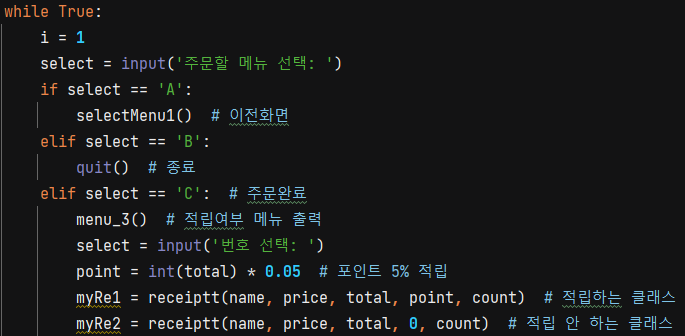 while True:
    i = 1
    select = input('주문할 메뉴 선택: ')
    if select == 'A':
        selectMenu1()  # 이전화면
    elif select == 'B':
        quit()  # 종료
    elif select == 'C':  # 주문완료
        menu_3()  # 적립여부 메뉴 출력
        select = input('번호 선택: ')
        point = int(total) * 0.05  # 포인트 5% 적립
        myRe1 = receiptt(name, price, total, point, count)  # 적립하는 클래스
        myRe2 = receiptt(name, price, total, 0, count)  # 적립 안 하는 클래스